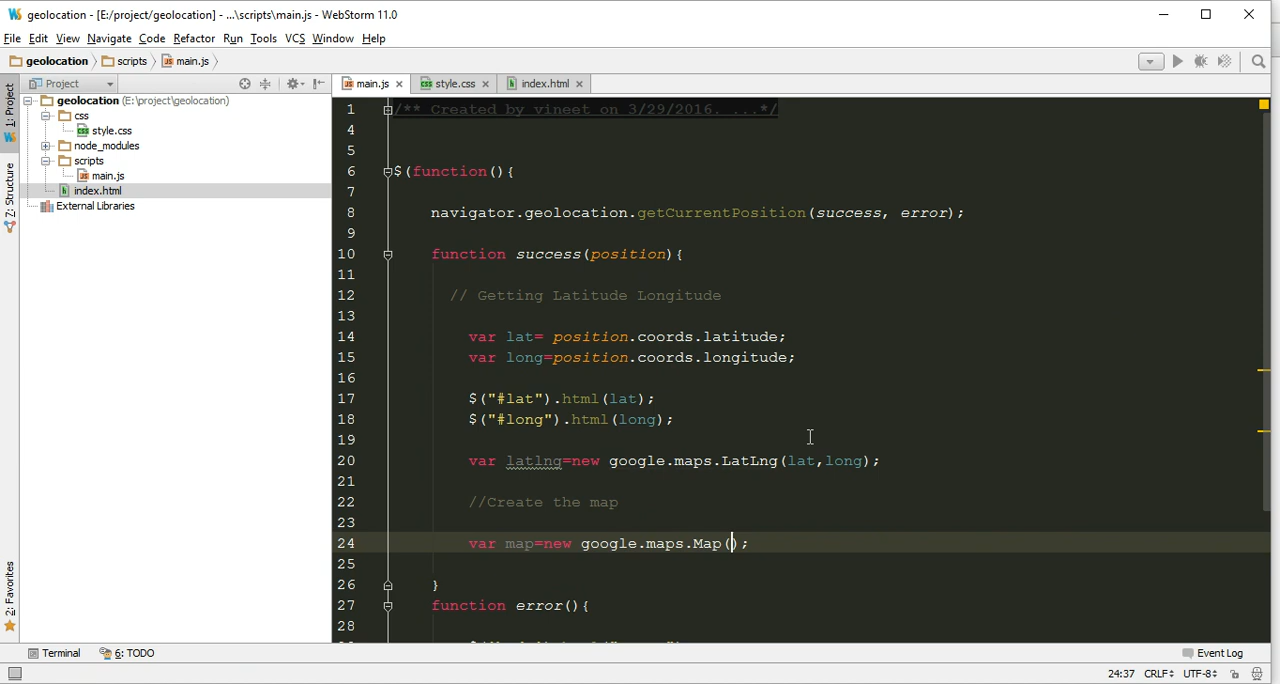 geolocation - [E:/project/geolocation] - ...\scripts\main.js - WebStorm 11.0
File Edit View Navigate Code Refactor Run Tools VCS Window Help
geolocation scripts main.js
1: Project
7: Structure
2: Favorites
Project
geolocation (E:\project\geolocation)
css
style.css
node_modules
scripts
main.js
index.html
External Libraries
main.js style.css index.html
1 /** Created by vineet on 3/29/2016. ...*/
4
5
6 $(function(){
7
8 navigator.geolocation.getCurrentPosition(success, error);
9
10 function success(position){
11
12 // Getting Latitude Longitude
13
14 var lat= position.coords.latitude;
15 var long=position.coords.longitude;
16
17 $("#lat").html(lat);
18 $("#long").html(long);
19
20 var latlng=new google.maps.LatLng(lat,long);
21
22 //Create the map
23
24 var map=new google.maps.Map();
25
26 }
27 function error(){
28
Terminal 6: TODO Event Log
24:37 CRLF UTF-8